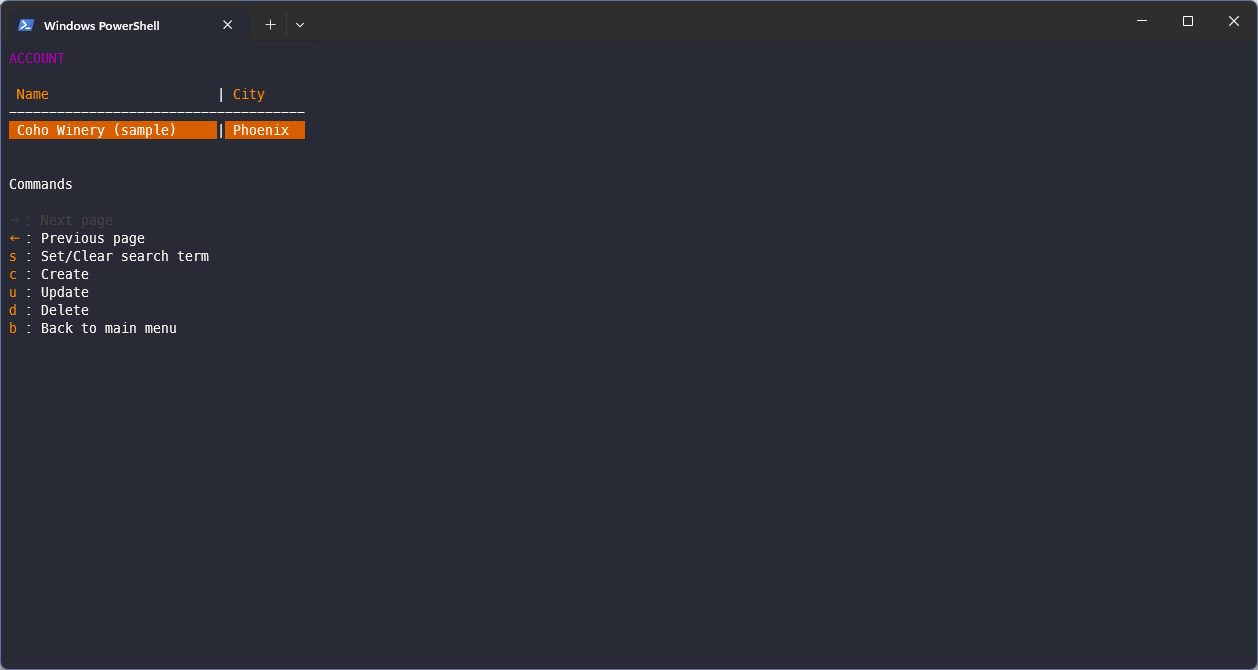 Windows PowerShell
ACCOUNT
Name | City
Coho Winery (sample) | Phoenix
Commands
→ : Next page
← : Previous page
s : Set/Clear search term
c : Create
u : Update
d : Delete
b : Back to main menu